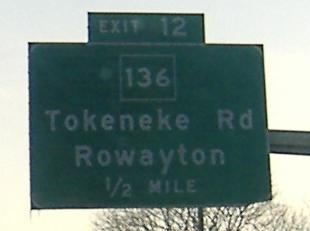 EXIT 12
136
Tokeneke Rd
Rowayton
1/2 MILE